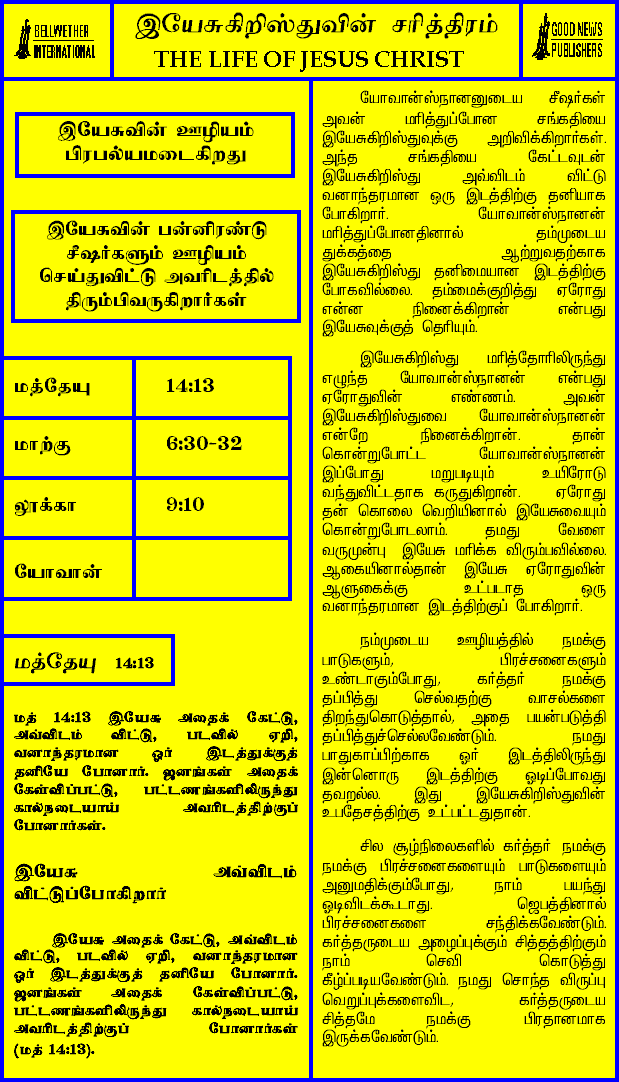 BELLWETHER
INTERNATIONAL
இயேசுகிறிஸ்துவின் சரித்திரம்
THE LIFE OF JESUS CHRIST
GOOD NEWS
PUBLISHERS
இயேசுவின் ஊழியம்
பிரபல்யமடைகிறது
இயேசுவின் பன்னிரண்டு
சீஷர்களும் ஊழியம்
செய்துவிட்டு அவரிடத்தில்
திரும்பிவருகிறார்கள்
மத்தேயு 14:13
மாற்கு 6:30-32
லூக்கா 9:10
யோவான்
மத்தேயு 14:13
மத் 14:13 இயேசு அதைக் கேட்டு,
அவ்விடம் விட்டு, படவில் ஏறி,
வனாந்தரமான ஓர் இடத்துக்குத்
தனியே போனார். ஜனங்கள் அதைக்
கேள்விப்பட்டு, பட்டணங்களிலிருந்து
கால்நடையாய் அவரிடத்திற்குப்
போனார்கள்.
இயேசு அவ்விடம்
விட்டுப்போகிறார்
இயேசு அதைக் கேட்டு, அவ்விடம்
விட்டு, படவில் ஏறி, வனாந்தரமான
ஓர் இடத்துக்குத் தனியே போனார்.
ஜனங்கள் அதைக் கேள்விப்பட்டு,
பட்டணங்களிலிருந்து கால்நடையாய்
அவரிடத்திற்குப் போனார்கள்
(மத் 14:13).
யோவான்ஸ்நானனுடைய சீஷர்கள்
அவன் மரித்துப்போன சங்கதியை
இயேசுகிறிஸ்துவுக்கு அறிவிக்கிறார்கள்.
அந்த சங்கதியை கேட்டவுடன்
இயேசுகிறிஸ்து அவ்விடம் விட்டு
வனாந்தரமான ஒரு இடத்திற்கு தனியாக
போகிறார். யோவான்ஸ்நானன்
மரித்துப்போனதினால் தம்முடைய
துக்கத்தை ஆற்றுவதற்காக
இயேசுகிறிஸ்து தனிமையான இடத்திற்கு
போகவில்லை. தம்மைக்குறித்து ஏரோது
என்ன நினைக்கிறான் என்பது
இயேசுவுக்குத் தெரியும்.
இயேசுகிறிஸ்து மரித்தோரிலிருந்து
எழுந்த யோவான்ஸ்நானன் என்பது
ஏரோதுவின் எண்ணம். அவன்
இயேசுகிறிஸ்துவை யோவான்ஸ்நானன்
என்றே நினைக்கிறான். தான்
கொன்றுபோட்ட யோவான்ஸ்நானன்
இப்போது மறுபடியும் உயிரோடு
வந்துவிட்டதாக கருதுகிறான். ஏரோது
தன் கொலை வெறியினால் இயேசுவையும்
கொன்றுபோடலாம். தமது வேளை
வருமுன்பு இயேசு மரிக்க விரும்பவில்லை.
ஆகையினால்தான் இயேசு ஏரோதுவின்
ஆளுகைக்கு உட்படாத ஒரு
வனாந்தரமான இடத்திற்குப் போகிறார்.
நம்முடைய ஊழியத்தில் நமக்கு
பாடுகளும், பிரச்சனைகளும்
உண்டாகும்போது, கர்த்தர் நமக்கு
தப்பித்து செல்வதற்கு வாசல்களை
திறந்துகொடுத்தால், அதை பயன்படுத்தி
தப்பித்துச்செல்லவேண்டும். நமது
பாதுகாப்பிற்காக ஓர் இடத்திலிருந்து
இன்னொரு இடத்திற்கு ஓடிப்போவது
தவறல்ல. இது இயேசுகிறிஸ்துவின்
உபதேசத்திற்கு உட்பட்டதுதான்.
சில சூழ்நிலைகளில் கர்த்தர் நமக்கு
நமக்கு பிரச்சனைகளையும் பாடுகளையும்
அனுமதிக்கும்போது, நாம் பயந்து
ஓடிவிடக்கூடாது. ஜெபத்தினால்
பிரச்சனைகளை சந்திக்கவேண்டும்.
கர்த்தருடைய அழைப்புக்கும் சித்தத்திற்கும்
நாம் செவி கொடுத்து
கீழ்ப்படியவேண்டும். நமது சொந்த விருப்பு
வெறுப்புக்களைவிட, கர்த்தருடைய
சித்தமே நமக்கு பிரதானமாக
இருக்கவேண்டும்.